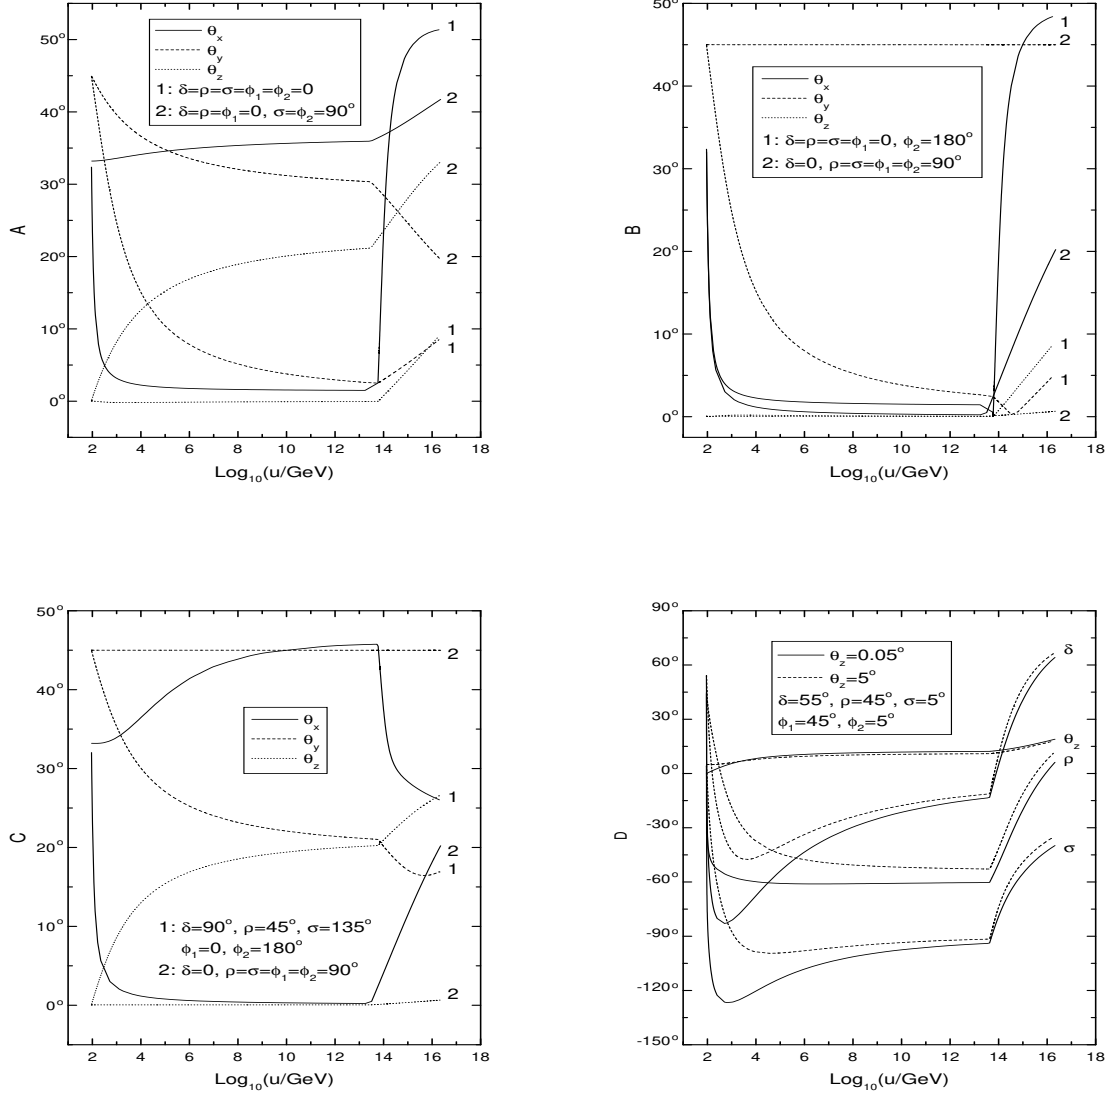 50°
40°
30°
20°
10°
0°
A
θx
θy
θz
1: δ=ρ=σ=ϕ1=ϕ2=0
2: δ=ρ=ϕ1=0, σ=ϕ2=90°
1
2
2
2
1
1
2 4 6 8 10 12 14 16 18
Log10(u/GeV)
50°
40°
30°
20°
10°
0°
B
θx
θy
θz
1: δ=ρ=σ=ϕ1=0, ϕ2=180°
2: δ=0, ρ=σ=ϕ1=ϕ2=90°
1
2
2
1
1
2
2 4 6 8 10 12 14 16 18
Log10(u/GeV)
50°
40°
30°
20°
10°
0°
C
θx
θy
θz
1: δ=90°, ρ=45°, σ=135°
ϕ1=0, ϕ2=180°
2: δ=0, ρ=σ=ϕ1=ϕ2=90°
2
1
2
1
2
2 4 6 8 10 12 14 16 18
Log10(u/GeV)
90°
60°
30°
0°
-30°
-60°
-90°
-120°
-150°
D
θz=0.05°
θz=5°
δ=55°, ρ=45°, σ=5°
ϕ1=45°, ϕ2=5°
δ
θz
ρ
σ
2 4 6 8 10 12 14 16 18
Log10(u/GeV)